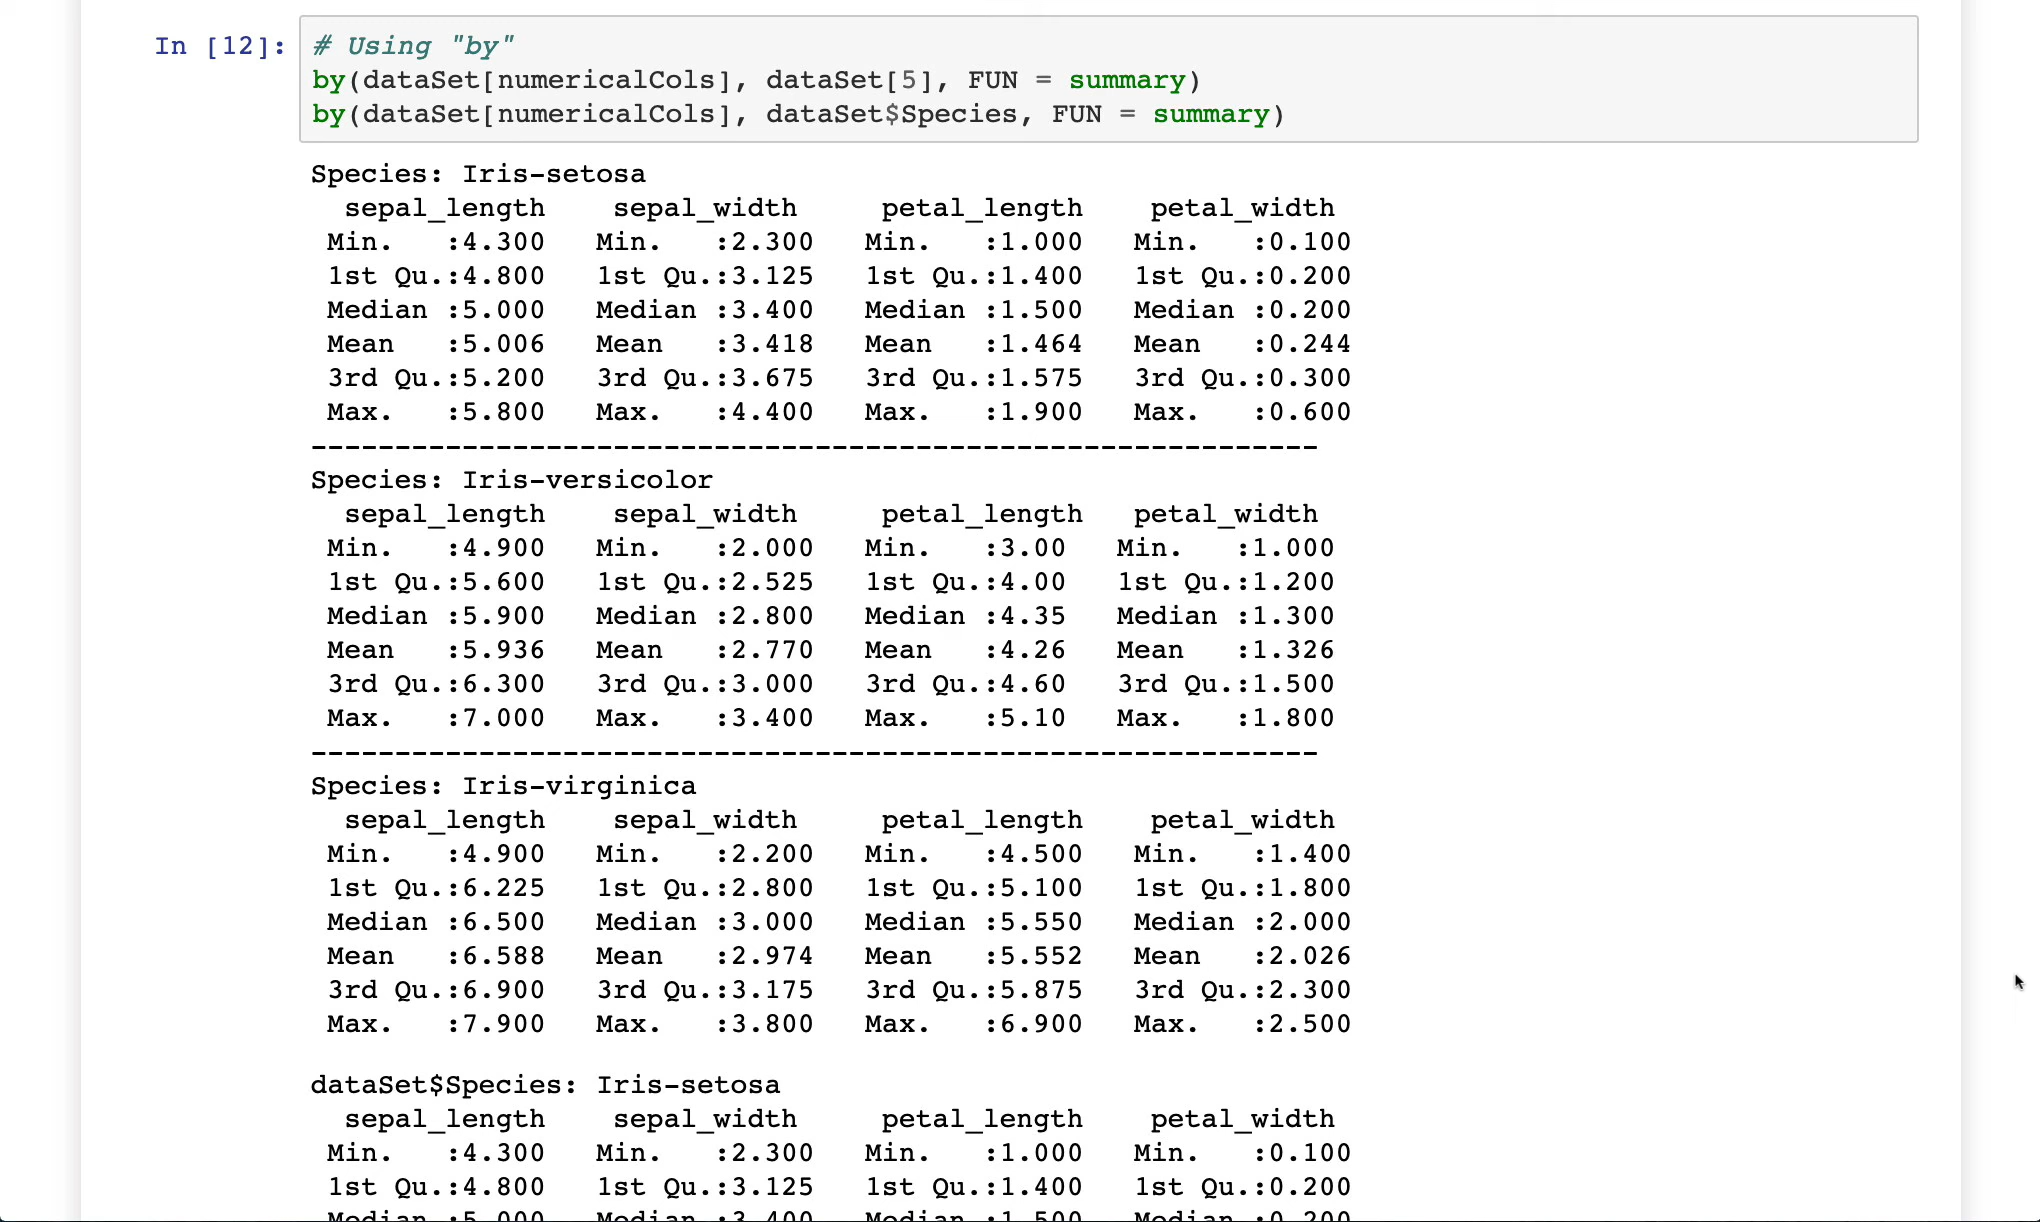 In [12]:
# Using "by"
by(dataSet[numericalCols], dataSet[5], FUN = summary)
by(dataSet[numericalCols], dataSet$Species, FUN = summary)
Species: Iris-setosa
  sepal_length    sepal_width     petal_length    petal_width
 Min.   :4.300   Min.   :2.300   Min.   :1.000   Min.   :0.100
 1st Qu.:4.800   1st Qu.:3.125   1st Qu.:1.400   1st Qu.:0.200
 Median :5.000   Median :3.400   Median :1.500   Median :0.200
 Mean   :5.006   Mean   :3.418   Mean   :1.464   Mean   :0.244
 3rd Qu.:5.200   3rd Qu.:3.675   3rd Qu.:1.575   3rd Qu.:0.300
 Max.   :5.800   Max.   :4.400   Max.   :1.900   Max.   :0.600
------------------------------------------------------------
Species: Iris-versicolor
  sepal_length    sepal_width     petal_length   petal_width
 Min.   :4.900   Min.   :2.000   Min.   :3.00   Min.   :1.000
 1st Qu.:5.600   1st Qu.:2.525   1st Qu.:4.00   1st Qu.:1.200
 Median :5.900   Median :2.800   Median :4.35   Median :1.300
 Mean   :5.936   Mean   :2.770   Mean   :4.26   Mean   :1.326
 3rd Qu.:6.300   3rd Qu.:3.000   3rd Qu.:4.60   3rd Qu.:1.500
 Max.   :7.000   Max.   :3.400   Max.   :5.10   Max.   :1.800
------------------------------------------------------------
Species: Iris-virginica
  sepal_length    sepal_width     petal_length    petal_width
 Min.   :4.900   Min.   :2.200   Min.   :4.500   Min.   :1.400
 1st Qu.:6.225   1st Qu.:2.800   1st Qu.:5.100   1st Qu.:1.800
 Median :6.500   Median :3.000   Median :5.550   Median :2.000
 Mean   :6.588   Mean   :2.974   Mean   :5.552   Mean   :2.026
 3rd Qu.:6.900   3rd Qu.:3.175   3rd Qu.:5.875   3rd Qu.:2.300
 Max.   :7.900   Max.   :3.800   Max.   :6.900   Max.   :2.500
dataSet$Species: Iris-setosa
  sepal_length    sepal_width     petal_length    petal_width
 Min.   :4.300   Min.   :2.300   Min.   :1.000   Min.   :0.100
 1st Qu.:4.800   1st Qu.:3.125   1st Qu.:1.400   1st Qu.:0.200
 Median :5.000   Median :3.400   Median :1.500   Median :0.200